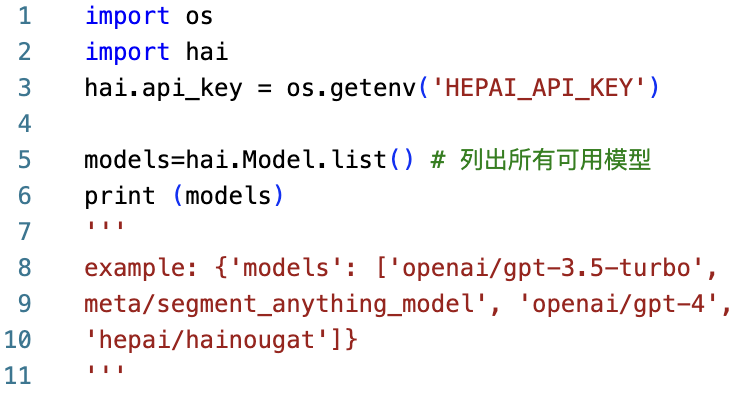 1 import os
2 import hai
3 hai.api_key = os.getenv('HEPAI_API_KEY')
4
5 models=hai.Model.list() # 列出所有可用模型
6 print (models)
7 '''
8 example: {'models': ['openai/gpt-3.5-turbo',
9 meta/segment_anything_model', 'openai/gpt-4',
10 'hepai/hainougat']}
11 '''